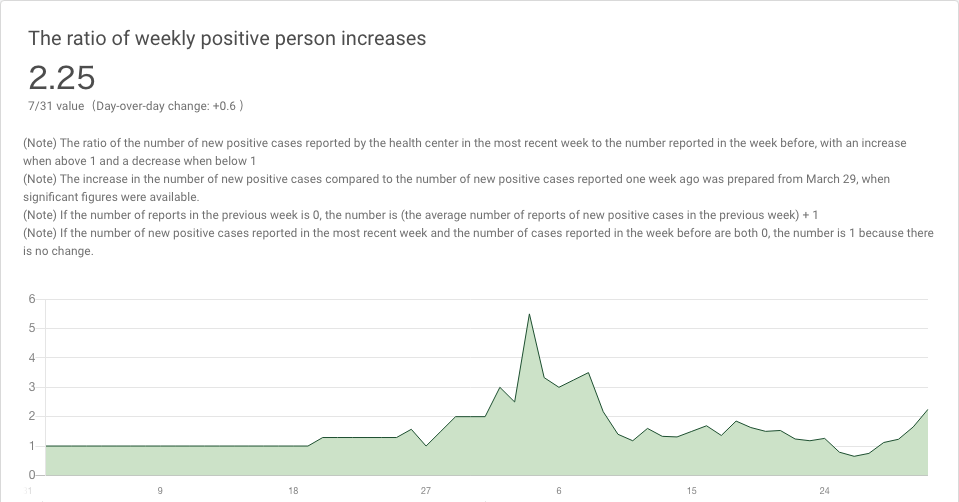 The ratio of weekly positive person increases
2.25
7/31 value（Day-over-day change: +0.6 ）
(Note) The ratio of the number of new positive cases reported by the health center in the most recent week to the number reported in the week before, with an increase
when above 1 and a decrease when below 1
(Note) The increase in the number of new positive cases compared to the number of new positive cases reported one week ago was prepared from March 29, when
significant figures were available.
(Note) If the number of reports in the previous week is 0, the number is (the average number of reports of new positive cases in the previous week) + 1
(Note) If the number of new positive cases reported in the most recent week and the number of cases reported in the week before are both 0, the number is 1 because there
is no change.
6
5
4
3
2
1
0
9 18 27 6 15 24